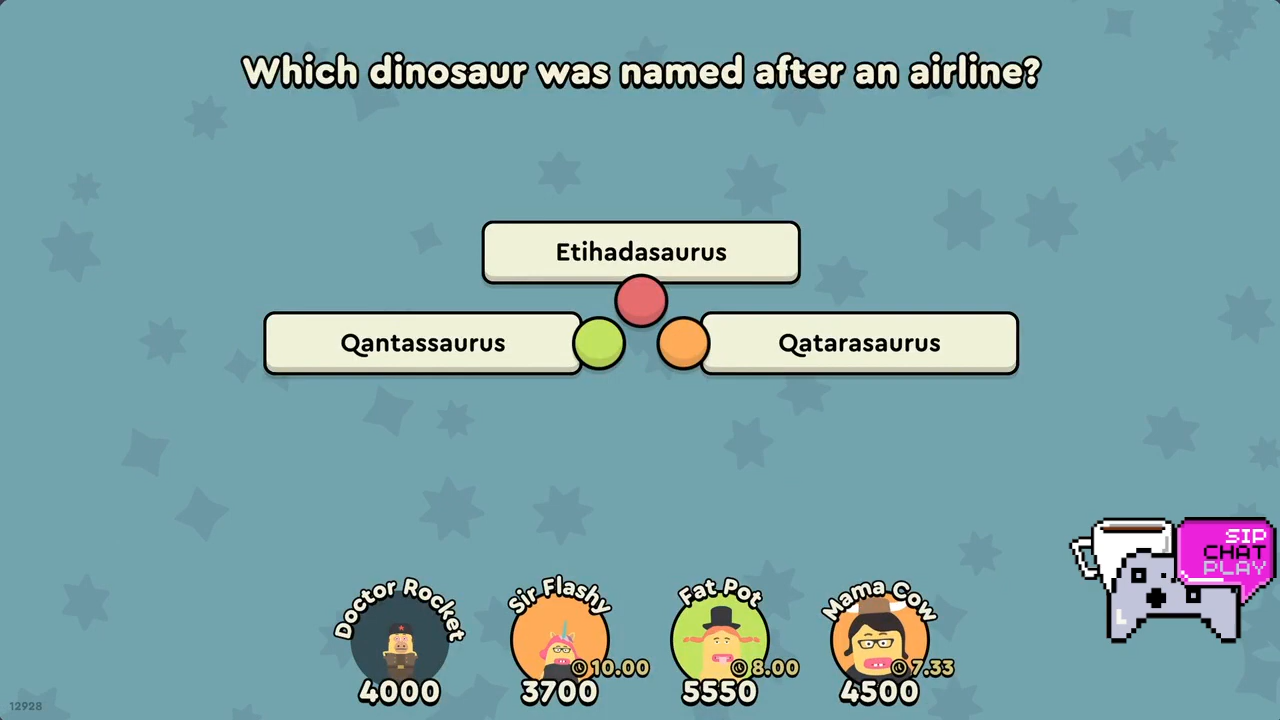 Which dinosaur was named after an airline?
Etihadasaurus
Qantassaurus
Qatarasaurus
SIP
CHAT
PLAY
Doctor Rocket
Sir Flashy
Fat Pot
Mama Cow
10.00
8.00
7.33
4000
3700
5550
4500
12928